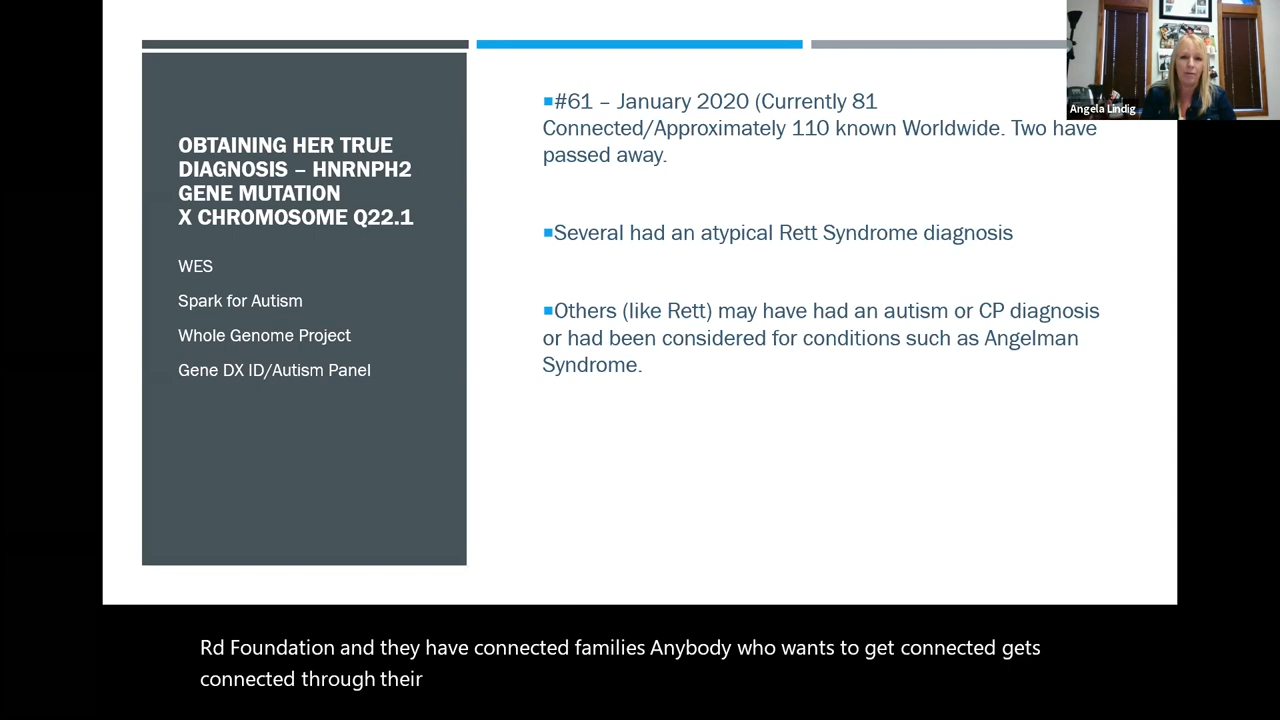 OBTAINING HER TRUE
DIAGNOSIS – HNRNPH2
GENE MUTATION
X CHROMOSOME Q22.1
WES
Spark for Autism
Whole Genome Project
Gene DX ID/Autism Panel
#61 – January 2020 (Currently 81
Connected/Approximately 110 known Worldwide. Two have
passed away.
Several had an atypical Rett Syndrome diagnosis
Others (like Rett) may have had an autism or CP diagnosis
or had been considered for conditions such as Angelman
Syndrome.
Angela Lindig
Rd Foundation and they have connected families Anybody who wants to get connected gets
connected through their